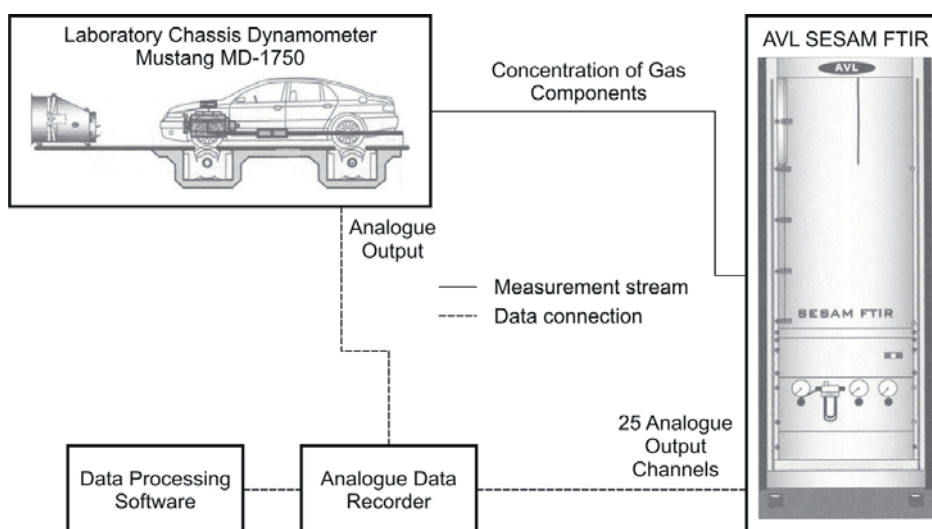 Laboratory Chassis Dynamometer
Mustang MD-1750
AVL SESAM FTIR
AVL
Concentration of Gas
Components
Analogue
Output
Measurement stream
Data connection
SESAM FTIR
25 Analogue
Output
Channels
Data Processing
Software
Analogue Data
Recorder